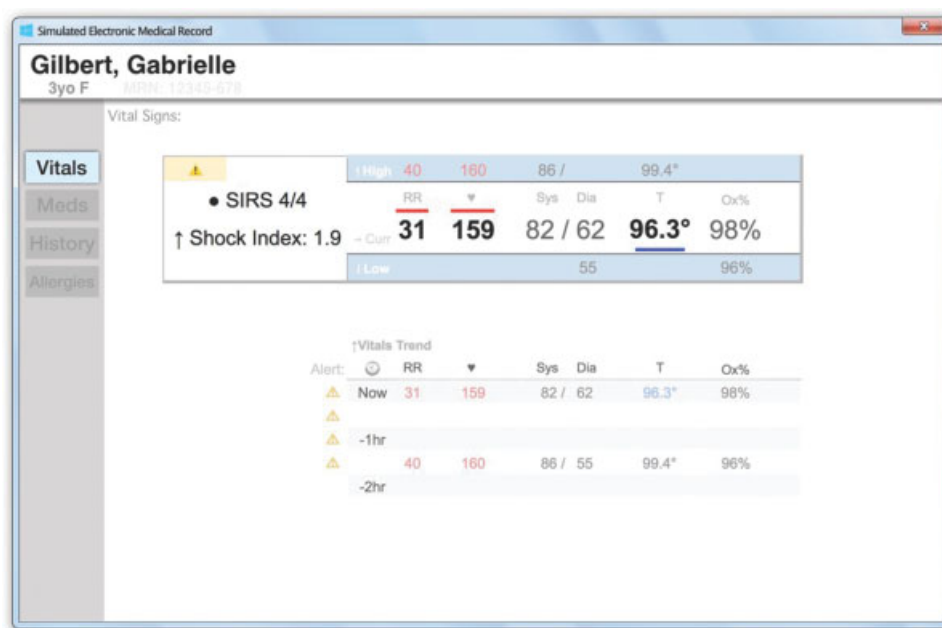 Simulated Electronic Medical Record
Gilbert, Gabrielle
3yo F MRN: 12345-678
Vital Signs:
Vitals
Meds
History
Allergies
⚠ ↑High 40 160 86 / 99.4°
• SIRS 4/4
RR ♥ Sys Dia T Ox%
↑ Shock Index: 1.9
Curr 31 159 82 / 62 96.3° 98%
Low 55 96%
↑Vitals Trend
Alert: RR ♥ Sys Dia T Ox%
⚠ Now 31 159 82 / 62 96.3° 98%
⚠
⚠ -1hr
⚠ 40 160 86 / 55 99.4° 96%
-2hr